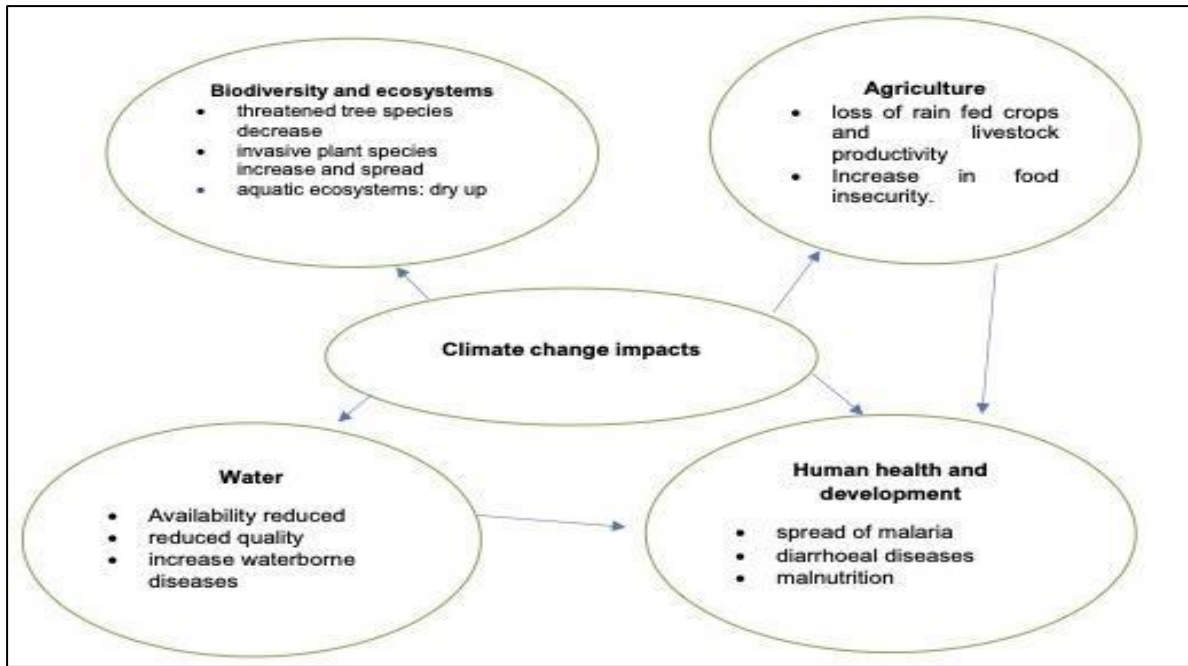 Biodiversity and ecosystems
• threatened tree species
decrease
• invasive plant species
increase and spread
• aquatic ecosystems: dry up
Agriculture
• loss of rain fed crops
and livestock
productivity
• Increase in food
insecurity.
Climate change impacts
Water
• Availability reduced
• reduced quality
• increase waterborne
diseases
Human health and
development
• spread of malaria
• diarrhoeal diseases
• malnutrition